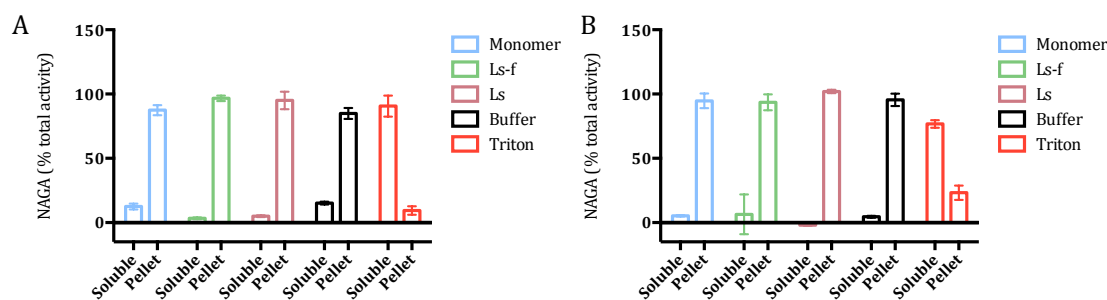 A
NAGA (% total activity)
150
100
50
0
Soluble
Pellet
Soluble
Pellet
Soluble
Pellet
Soluble
Pellet
Soluble
Pellet
Monomer
Ls-f
Ls
Buffer
Triton
B
NAGA (% total activity)
150
100
50
0
Soluble
Pellet
Soluble
Pellet
Soluble
Pellet
Soluble
Pellet
Soluble
Pellet
Monomer
Ls-f
Ls
Buffer
Triton